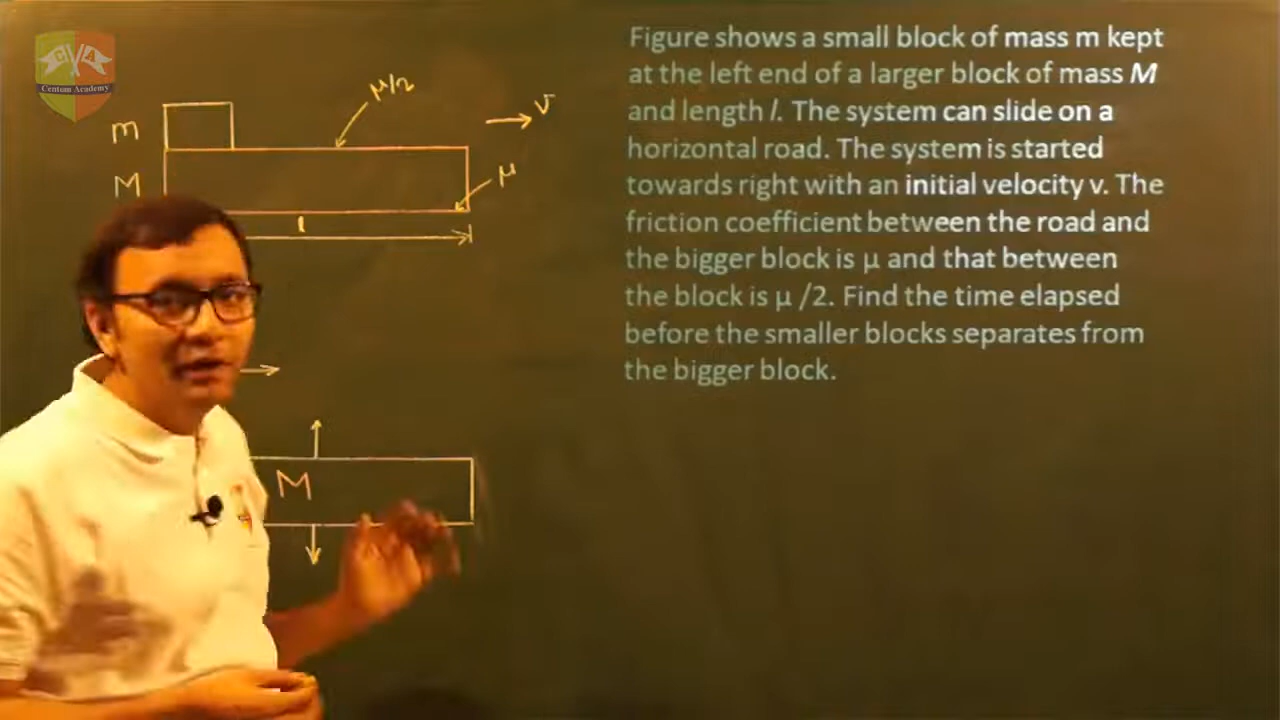 C A
Centum Academy
μ/2
v
m
M
μ
l
M
Figure shows a small block of mass m kept
at the left end of a larger block of mass M
and length l. The system can slide on a
horizontal road. The system is started
towards right with an initial velocity v. The
friction coefficient between the road and
the bigger block is μ and that between
the block is μ /2. Find the time elapsed
before the smaller blocks separates from
the bigger block.